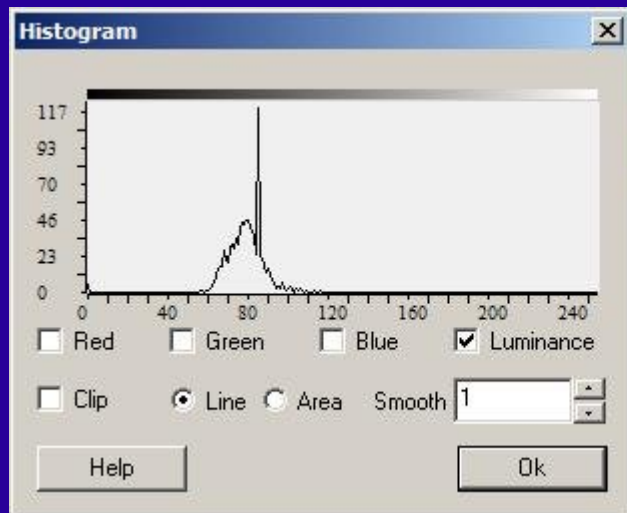 Histogram
117
93
70
46
23
0
0 40 80 120 160 200 240
Red Green Blue Luminance
Clip Line Area Smooth 1
Help Ok